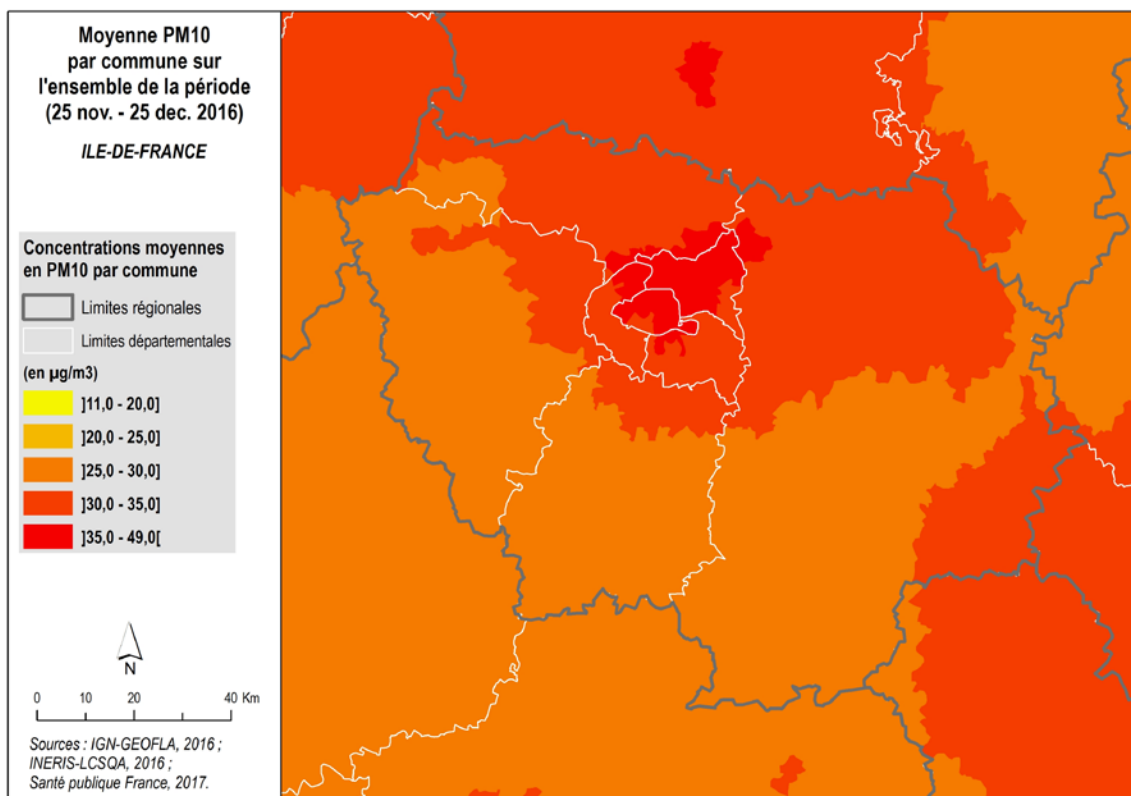 Moyenne PM10
par commune sur
l'ensemble de la période
(25 nov. - 25 dec. 2016)
ILE-DE-FRANCE
Concentrations moyennes
en PM10 par commune
Limites régionales
Limites départementales
(en µg/m3)
]11,0 - 20,0]
]20,0 - 25,0]
]25,0 - 30,0]
]30,0 - 35,0]
]35,0 - 49,0[
N
0 10 20 40 Km
Sources : IGN-GEOFLA, 2016 ;
INERIS-LCSQA, 2016 ;
Santé publique France, 2017.